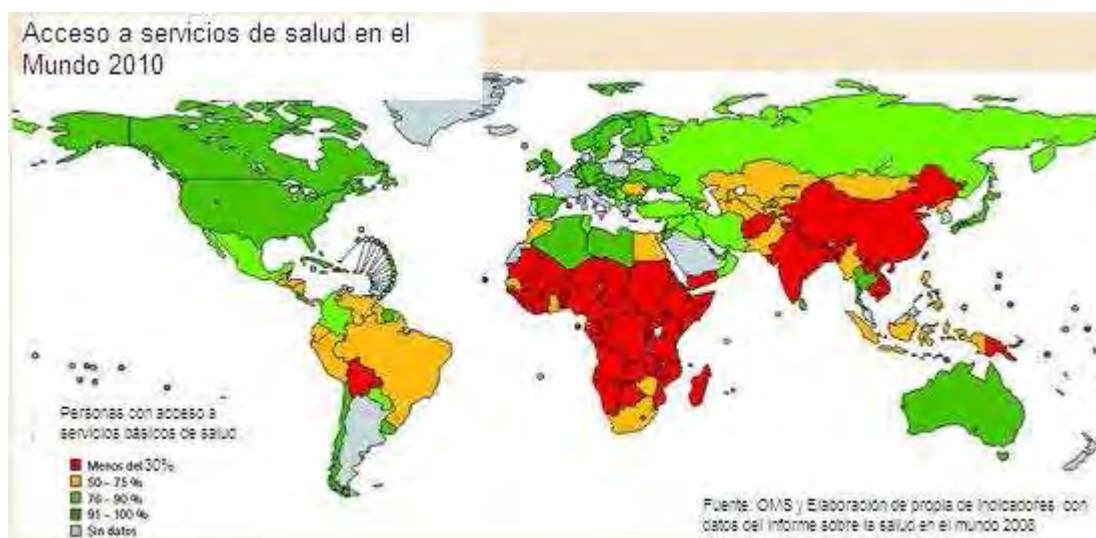 Acceso a servicios de salud en el
Mundo 2010
Personas con acceso a
servicios básicos de salud
Menos del 30%
50 - 75 %
76 - 90 %
91 - 100 %
Sin datos
Fuente: OMS y Elaboración de propia de Indicadores con
datos del Informe sobre la salud en el mundo 2008